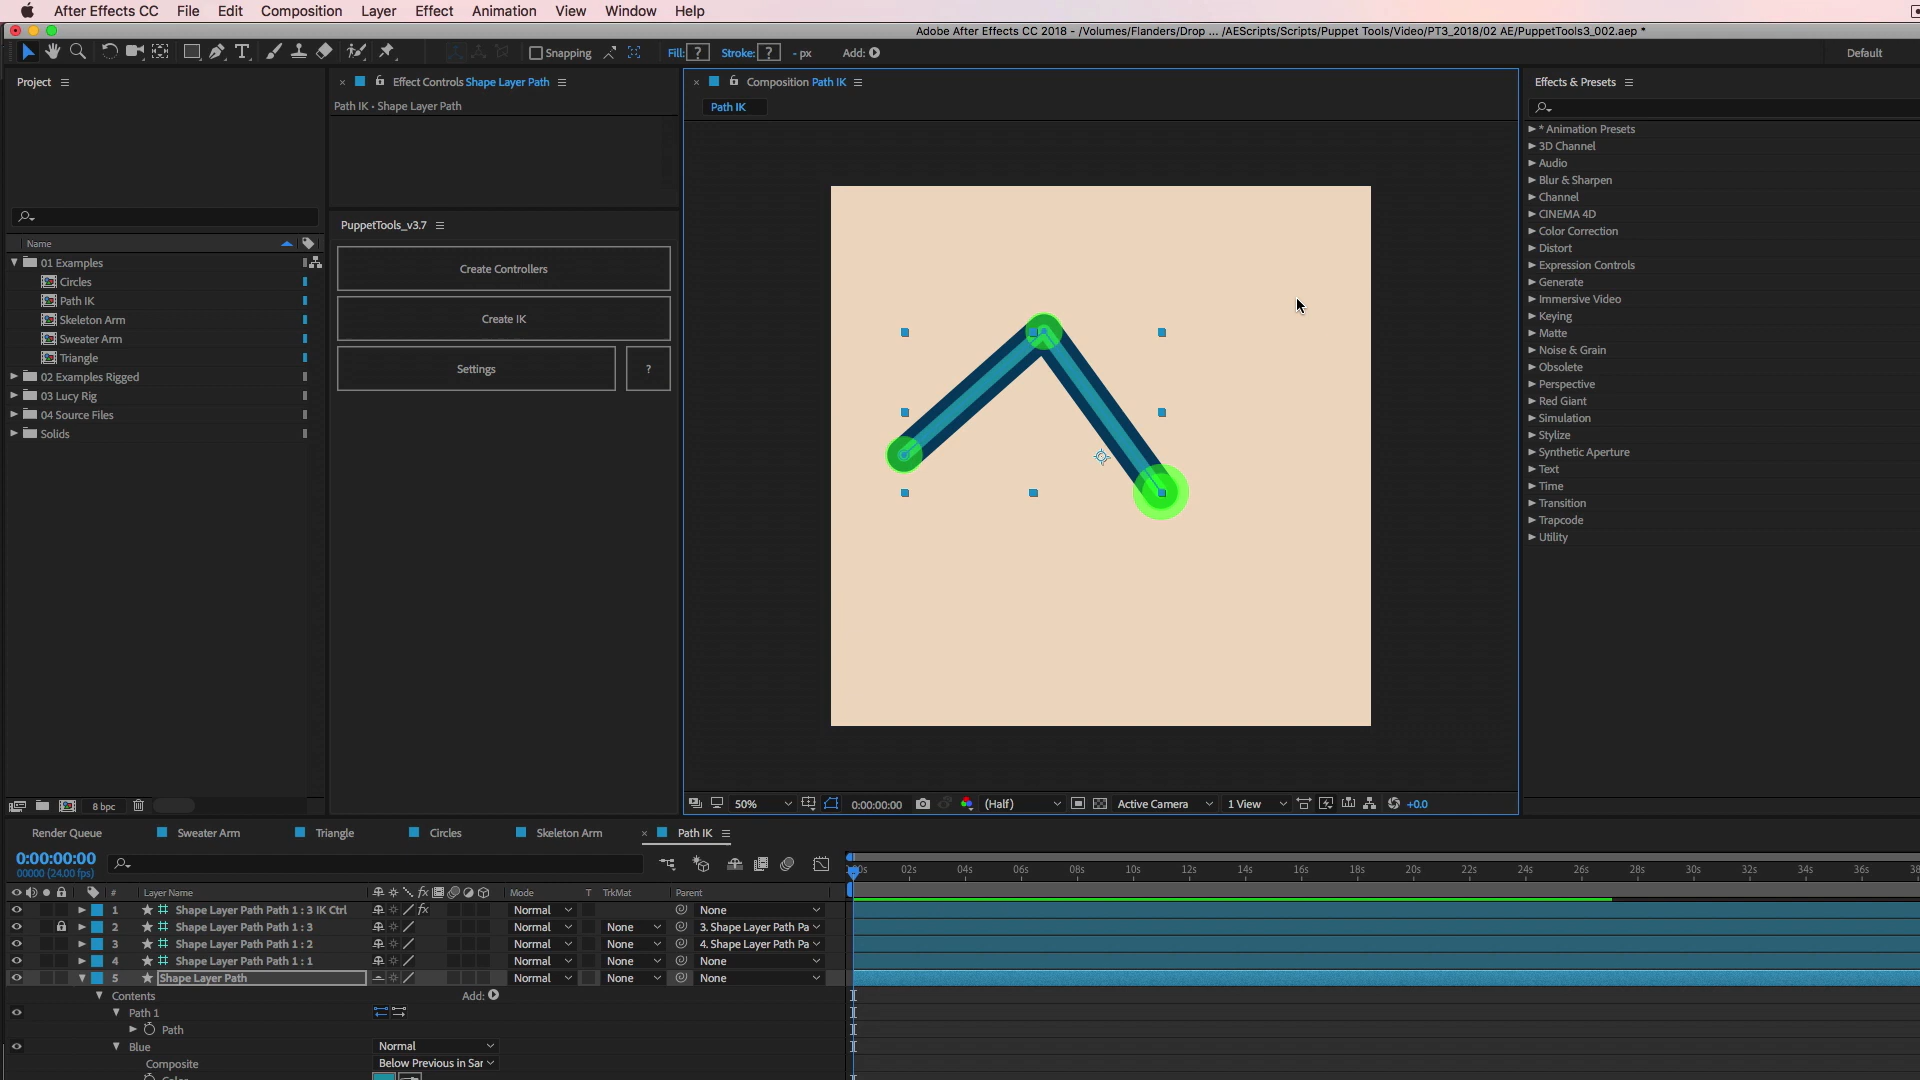 After Effects CC File Edit Composition Layer Effect Animation View Window Help
Adobe After Effects CC 2018 - /Volumes/Flanders/Drop ... /AEScripts/Scripts/Puppet Tools/Video/PT3_2018/02 AE/PuppetTools3_002.aep *
Snapping Fill: ? Stroke: ? - px Add: Default
Project
Effect Controls Shape Layer Path
Path IK • Shape Layer Path
Name
01 Examples
Circles
Path IK
Skeleton Arm
Sweater Arm
Triangle
02 Examples Rigged
03 Lucy Rig
04 Source Files
Solids
8 bpc
PuppetTools_v3.7
Create Controllers
Create IK
Settings ?
Composition Path IK
Path IK
50% 0:00:00:00 (Half) Active Camera 1 View +0.0
Effects & Presets
* Animation Presets
3D Channel
Audio
Blur & Sharpen
Channel
CINEMA 4D
Color Correction
Distort
Expression Controls
Generate
Immersive Video
Keying
Matte
Noise & Grain
Obsolete
Perspective
Red Giant
Simulation
Stylize
Synthetic Aperture
Text
Time
Transition
Trapcode
Utility
Render Queue Sweater Arm Triangle Circles Skeleton Arm Path IK
0:00:00:00
00000 (24.00 fps)
02s 04s 06s 08s 10s 12s 14s 16s 18s 20s 22s 24s 26s 28s 30s 32s 34s 36s
# Layer Name fx Mode T TrkMat Parent
1 Shape Layer Path Path 1 : 3 IK Ctrl fx Normal None
2 Shape Layer Path Path 1 : 3 Normal None 3. Shape Layer Path Pa
3 Shape Layer Path Path 1 : 2 Normal None 4. Shape Layer Path Pa
4 Shape Layer Path Path 1 : 1 Normal None None
5 Shape Layer Path Normal None None
Contents Add:
Path 1
Path
Blue Normal
Composite Below Previous in Sar